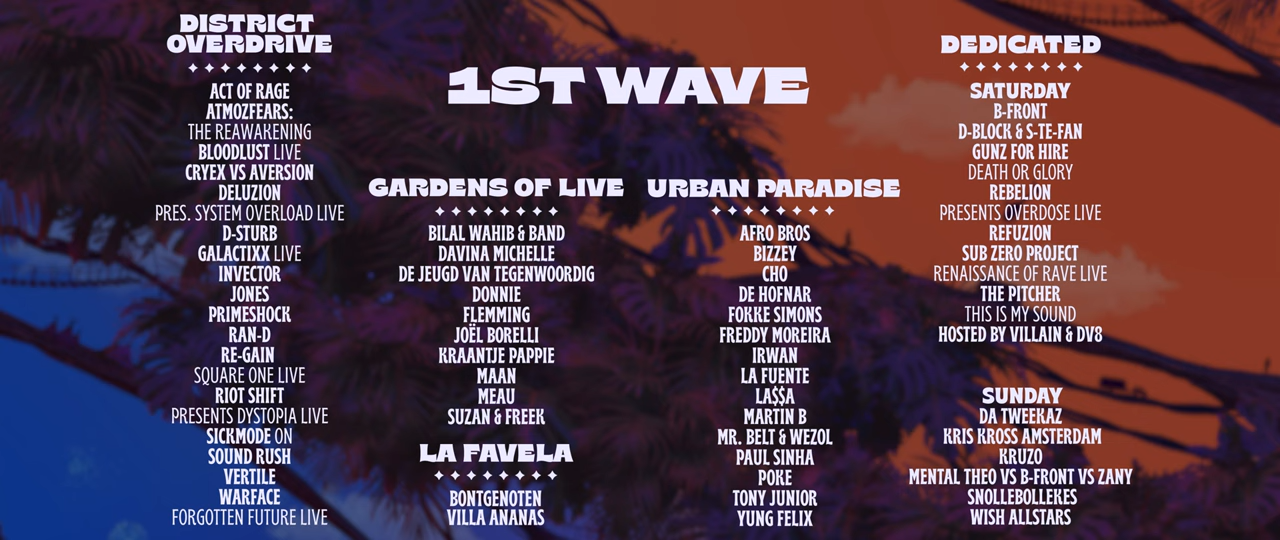 DISTRICT
OVERDRIVE
ACT OF RAGE
ATMOZFEARS:
THE REAWAKENING
BLOODLUST LIVE
CRYEX VS AVERSION
DELUZION
PRES. SYSTEM OVERLOAD LIVE
D-STURB
GALACTIXX LIVE
INVECTOR
JONES
PRIMESHOCK
RAN-D
RE-GAIN
SQUARE ONE LIVE
RIOT SHIFT
PRESENTS DYSTOPIA LIVE
SICKMODE ON
SOUND RUSH
VERTILE
WARFACE
FORGOTTEN FUTURE LIVE
1ST WAVE
GARDENS OF LIVE
BILAL WAHIB & BAND
DAVINA MICHELLE
DE JEUGD VAN TEGENWOORDIG
DONNIE
FLEMMING
JOËL BORELLI
KRAANTJE PAPPIE
MAAN
MEAU
SUZAN & FREEK
LA FAVELA
BONTGENOTEN
VILLA ANANAS
URBAN PARADISE
AFRO BROS
BIZZEY
CHO
DE HOFNAR
FOKKE SIMONS
FREDDY MOREIRA
IRWAN
LA FUENTE
LA$$A
MARTIN B
MR. BELT & WEZOL
PAUL SINHA
POKE
TONY JUNIOR
YUNG FELIX
DEDICATED
SATURDAY
B-FRONT
D-BLOCK & S-TE-FAN
GUNZ FOR HIRE
DEATH OR GLORY
REBELION
PRESENTS OVERDOSE LIVE
REFUZION
SUB ZERO PROJECT
RENAISSANCE OF RAVE LIVE
THE PITCHER
THIS IS MY SOUND
HOSTED BY VILLAIN & DV8
SUNDAY
DA TWEEKAZ
KRIS KROSS AMSTERDAM
KRUZO
MENTAL THEO VS B-FRONT VS ZANY
SNOLLEBOLLEKES
WISH ALLSTARS